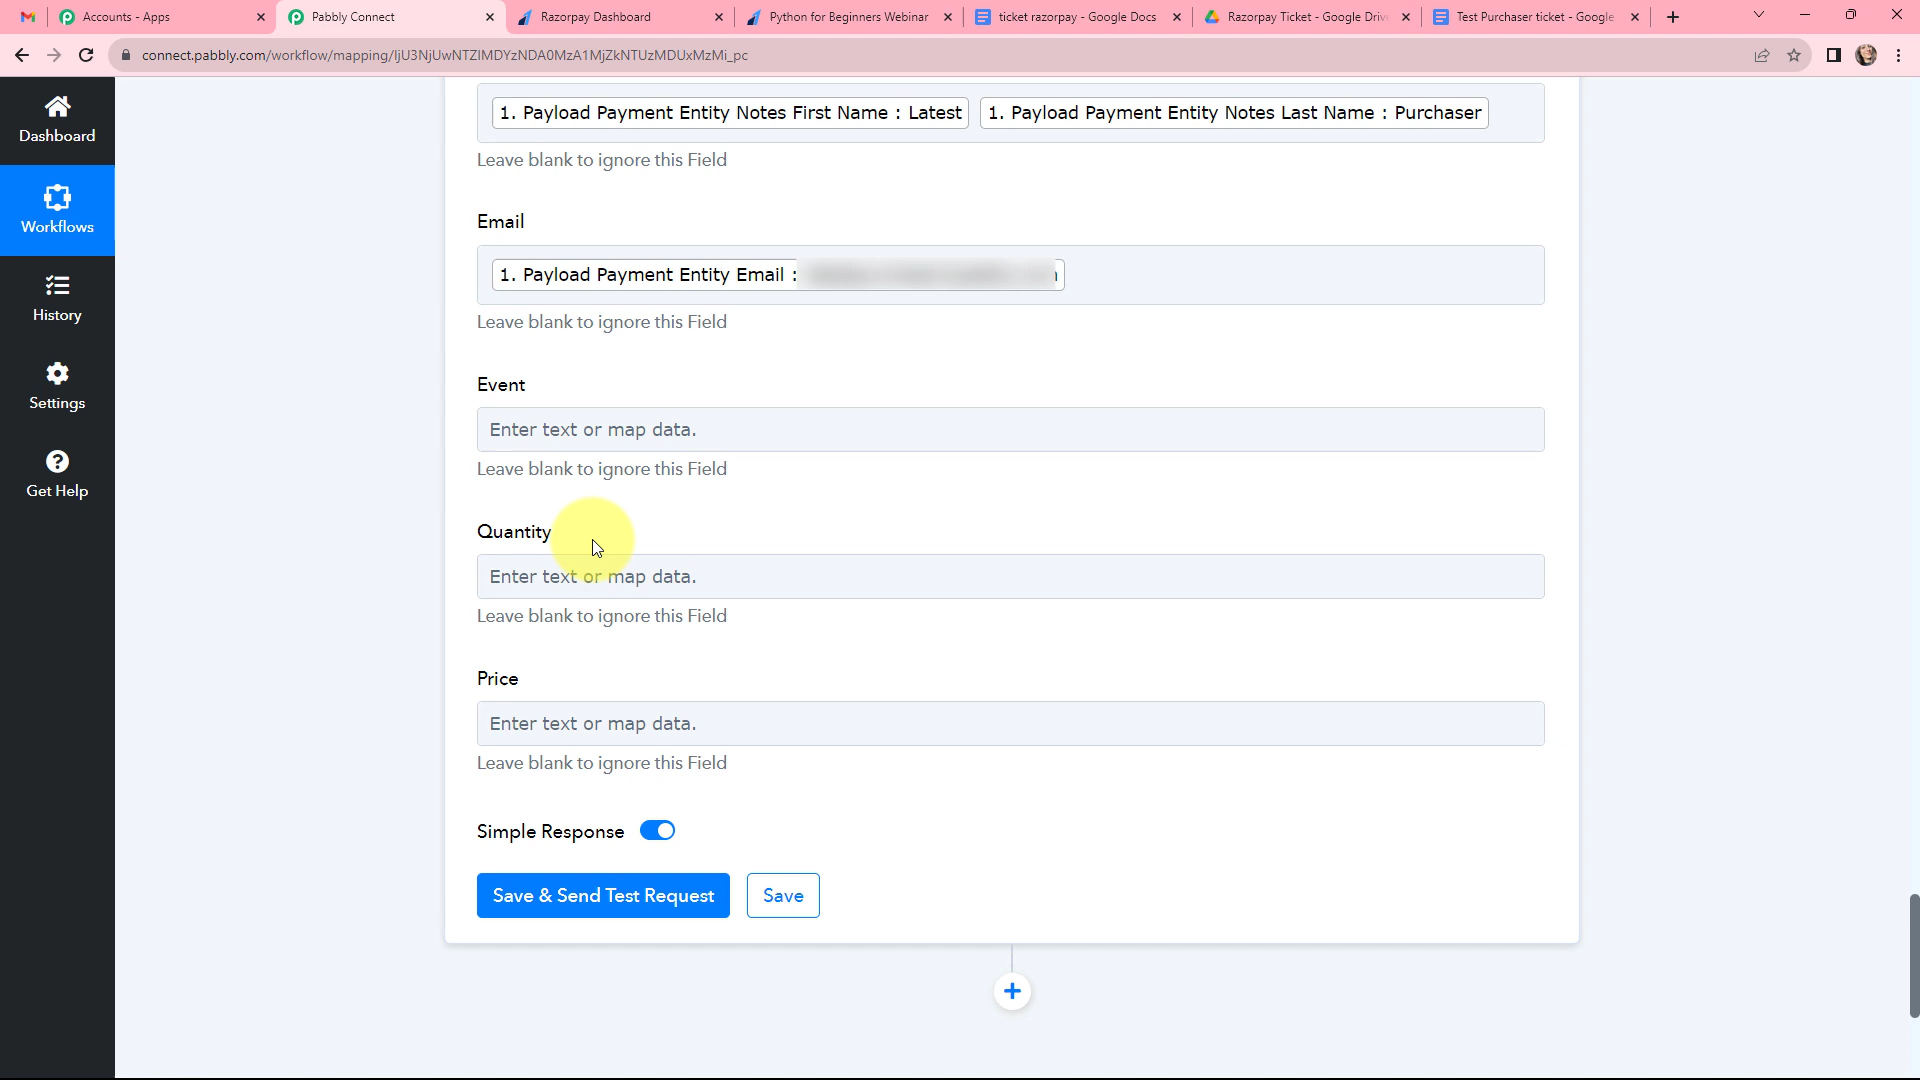 Accounts - Apps
Pabbly Connect
Razorpay Dashboard
Python for Beginners Webinar
ticket razorpay - Google Docs
Razorpay Ticket - Google Driv
Test Purchaser ticket - Google
connect.pabbly.com/workflow/mapping/IjU3NjUwNTZlMDYzNDA0MzA1MjZkNTUzMDUxMzMi_pc
Dashboard
Workflows
History
Settings
Get Help
1. Payload Payment Entity Notes First Name : Latest 1. Payload Payment Entity Notes Last Name : Purchaser
Leave blank to ignore this Field
Email
1. Payload Payment Entity Email :
Leave blank to ignore this Field
Event
Enter text or map data.
Leave blank to ignore this Field
Quantity
Enter text or map data.
Leave blank to ignore this Field
Price
Enter text or map data.
Leave blank to ignore this Field
Simple Response
Save & Send Test Request
Save